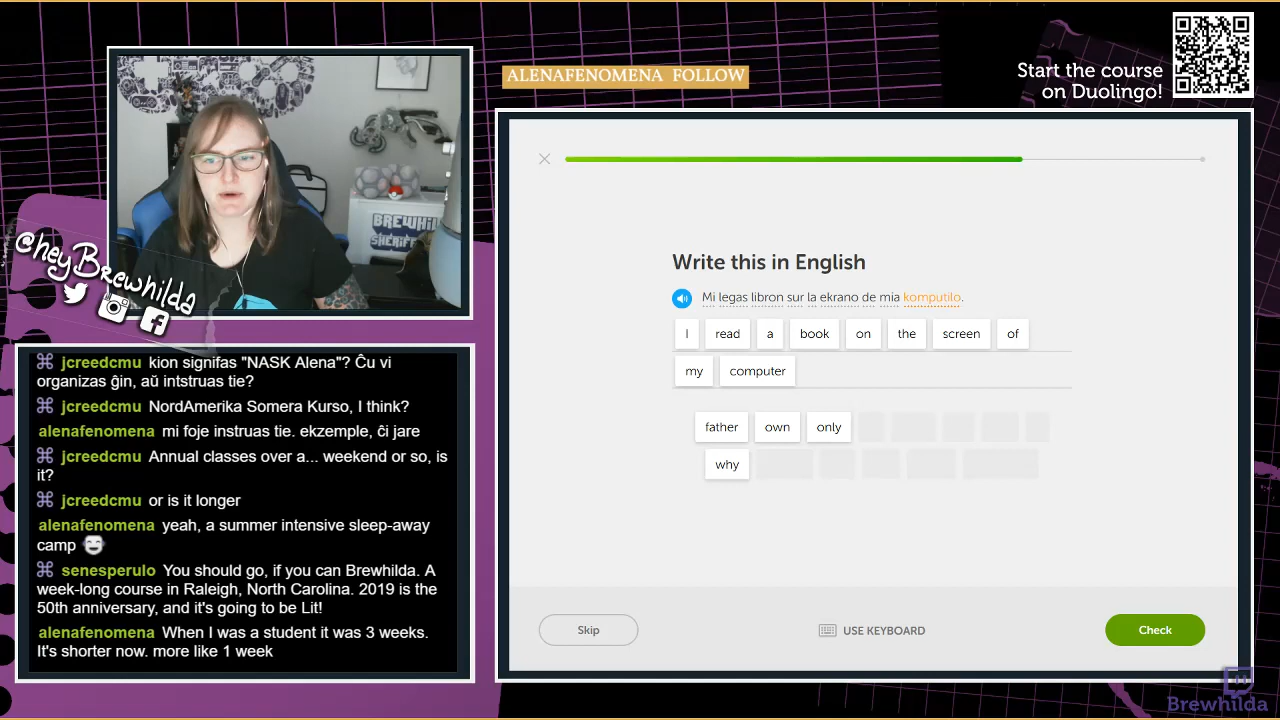 ALENAFENOMENA FOLLOW
Start the course
on Duolingo!
BREWHIL
SHERIFF
@heyBrewhilda
Write this in English
Mi legas libron sur la ekrano de mia komputilo.
I read a book on the screen of
my computer
father own only
why
Skip
USE KEYBOARD
Check
jcreedcmu kion signifas "NASK Alena"? Ĉu vi
organizas ĝin, aŭ intstruas tie?
jcreedcmu NordAmerika Somera Kurso, I think?
alenafenomena mi foje instruas tie. ekzemple, ĉi jare
jcreedcmu Annual classes over a... weekend or so, is
it?
jcreedcmu or is it longer
alenafenomena yeah, a summer intensive sleep-away
camp
senesperulo You should go, if you can Brewhilda. A
week-long course in Raleigh, North Carolina. 2019 is the
50th anniversary, and it's going to be Lit!
alenafenomena When I was a student it was 3 weeks.
It's shorter now. more like 1 week
Brewhilda